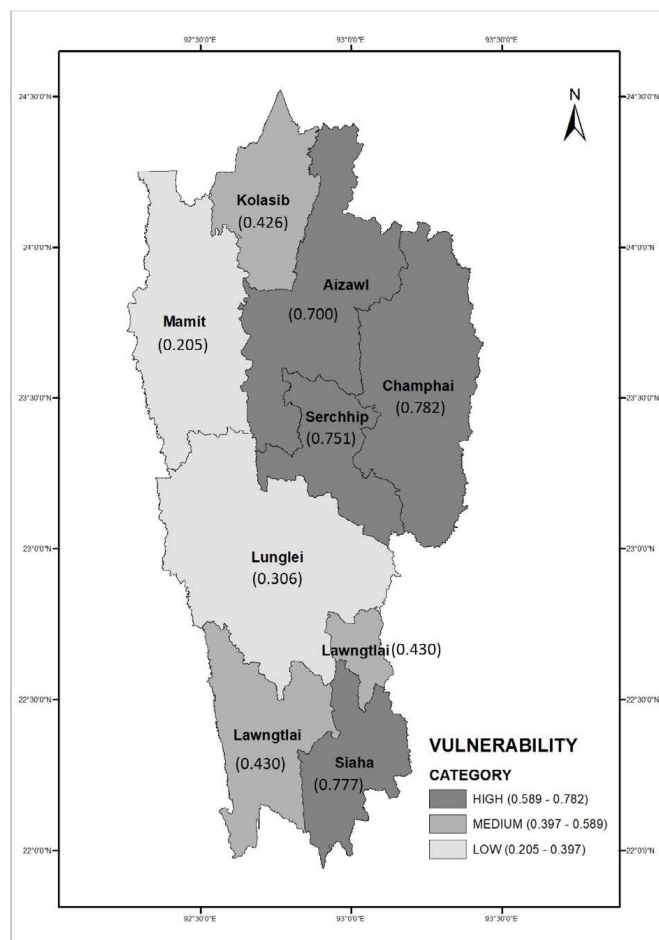 92°30'0"E 93°0'0"E 93°30'0"E
24°30'0"N 24°30'0"N
N
Kolasib
(0.426)
24°0'0"N 24°0'0"N
Aizawl
(0.700)
Mamit
(0.205)
Champhai
(0.782)
23°30'0"N 23°30'0"N
Serchhip
(0.751)
23°0'0"N 23°0'0"N
Lunglei
(0.306)
Lawngtlai (0.430)
22°30'0"N 22°30'0"N
Lawngtlai
(0.430)
Siaha
(0.777)
VULNERABILITY
CATEGORY
HIGH (0.589 - 0.782)
MEDIUM (0.397 - 0.589)
LOW (0.205 - 0.397)
22°0'0"N 22°0'0"N
92°30'0"E 93°0'0"E 93°30'0"E